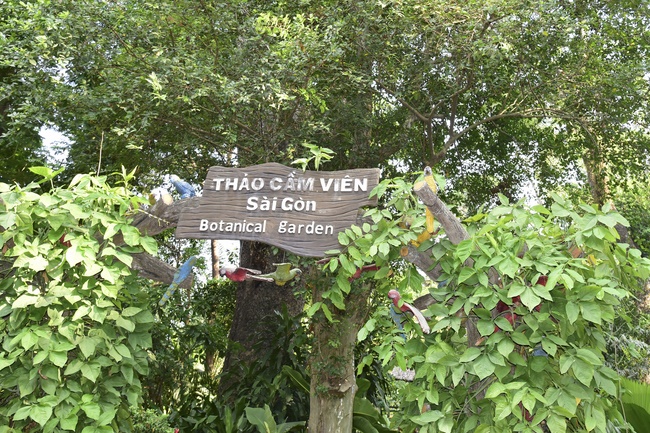 THẢO CẦM VIÊN
Sài Gòn
Botanical Garden